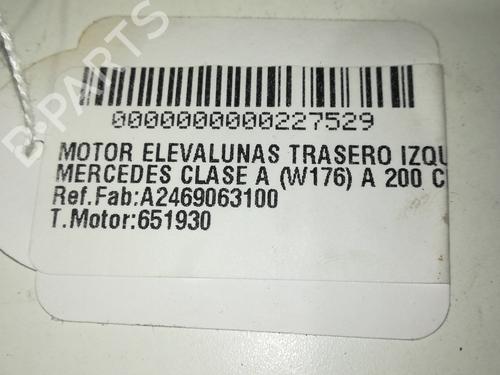 B-PARTS
0000000000227529
MOTOR ELEVALUNAS TRASERO IZQU
MERCEDES CLASE A (W176) A 200 C
Ref.Fab:A2469063100
T.Motor:651930